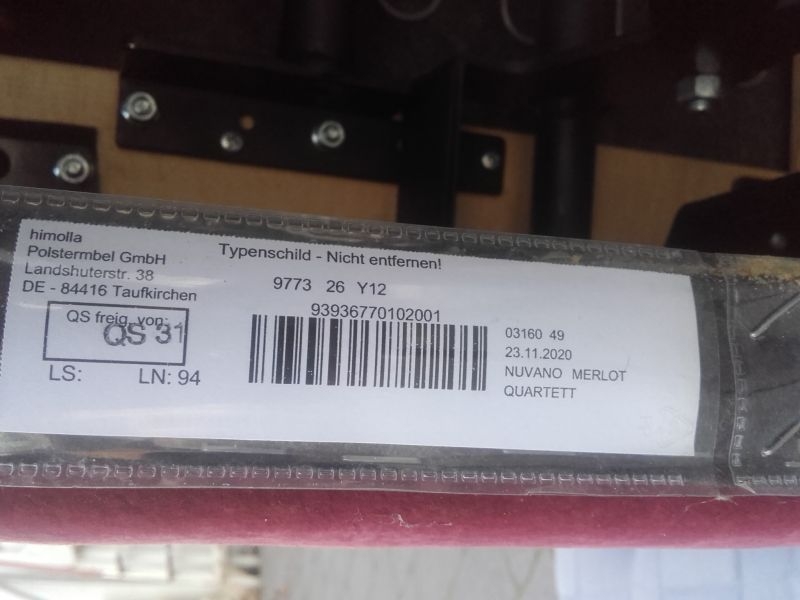 himolla
Polstermbel GmbH
Landshuterstr. 38
DE - 84416 Taufkirchen
QS freig. von:
QS 31
LS: LN: 94
Typenschild - Nicht entfernen!
9773 26 Y12
93936770102001
03160 49
23.11.2020
NUVANO MERLOT
QUARTETT